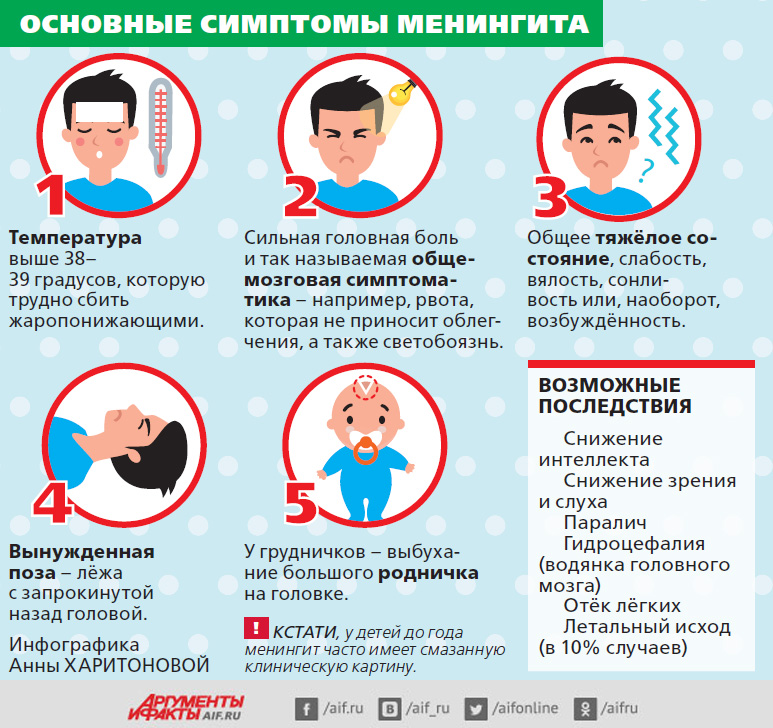 ОСНОВНЫЕ СИМПТОМЫ МЕНИНГИТА
1
Температура
выше 38–
39 градусов, которую
трудно сбить
жаропонижающими.
2
Сильная головная боль
и так называемая обще-
мозговая симптома-
тика – например, рвота,
которая не приносит облег-
чения, а также светобоязнь.
?
3
Общее тяжёлое со-
стояние, слабость,
вялость, сонли-
вость или, наоборот,
возбуждённость.
4
Вынужденная
поза – лёжа
с запрокинутой
назад головой.
5
У грудничков – выбуха-
ние большого родничка
на головке.
! КСТАТИ, у детей до года
менингит часто имеет смазанную
клиническую картину.
ВОЗМОЖНЫЕ
ПОСЛЕДСТВИЯ
Снижение
интеллекта
Снижение зрения
и слуха
Паралич
Гидроцефалия
(водянка головного
мозга)
Отёк лёгких
Летальный исход
(в 10% случаев)
Инфографика
Анны ХАРИТОНОВОЙ
АРГУМЕНТЫ
И ФАКТЫ AIF.RU
f /aif.ru B /aif_ru /aifonline /aifru